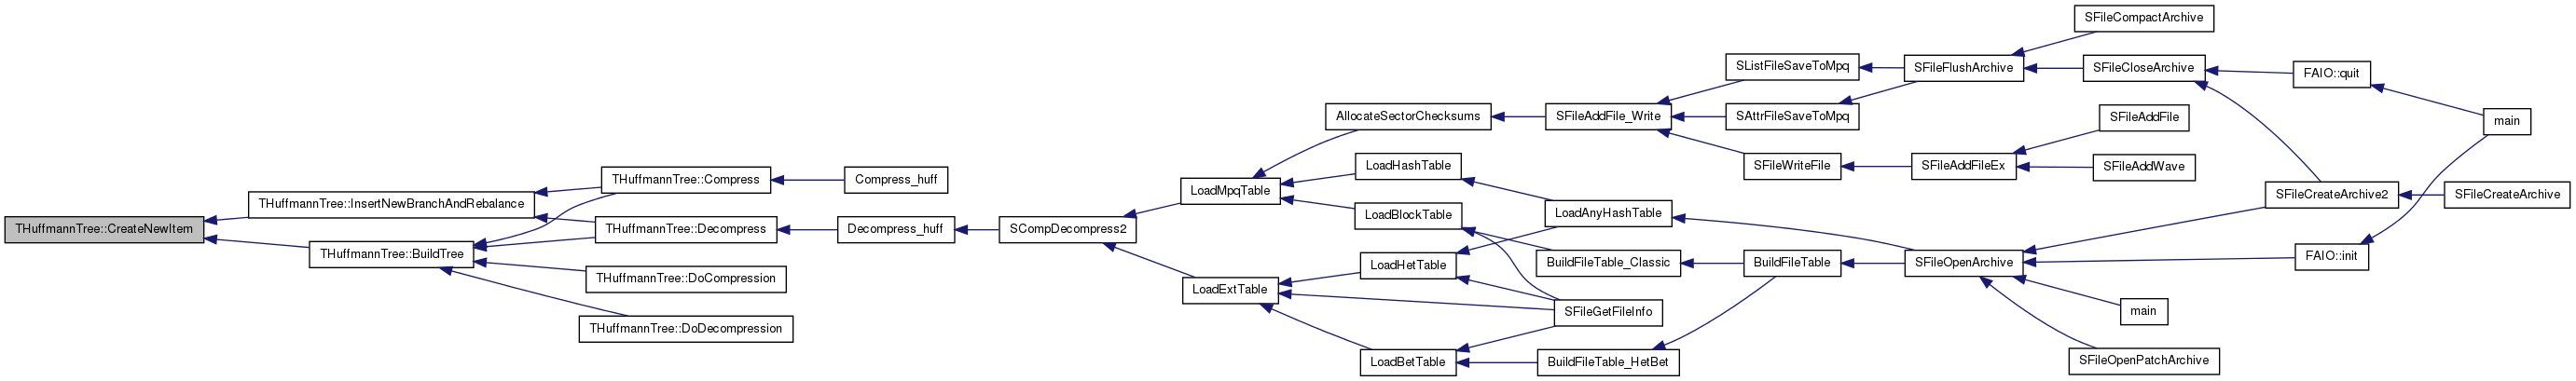 THuffmannTree::CreateNewItem
THuffmannTree::InsertNewBranchAndRebalance
THuffmannTree::BuildTree
THuffmannTree::Compress
THuffmannTree::Decompress
THuffmannTree::DoCompression
THuffmannTree::DoDecompression
Compress_huff
Decompress_huff
SCompDecompress2
LoadMpqTable
LoadExtTable
AllocateSectorChecksums
LoadHashTable
LoadBlockTable
LoadHetTable
LoadBetTable
SFileAddFile_Write
LoadAnyHashTable
BuildFileTable_Classic
SFileGetFileInfo
BuildFileTable_HetBet
SListFileSaveToMpq
SAttrFileSaveToMpq
SFileWriteFile
BuildFileTable
SFileFlushArchive
SFileAddFileEx
SFileOpenArchive
SFileCompactArchive
SFileCloseArchive
SFileAddFile
SFileAddWave
main
SFileOpenPatchArchive
FAIO::quit
SFileCreateArchive2
FAIO::init
main
SFileCreateArchive